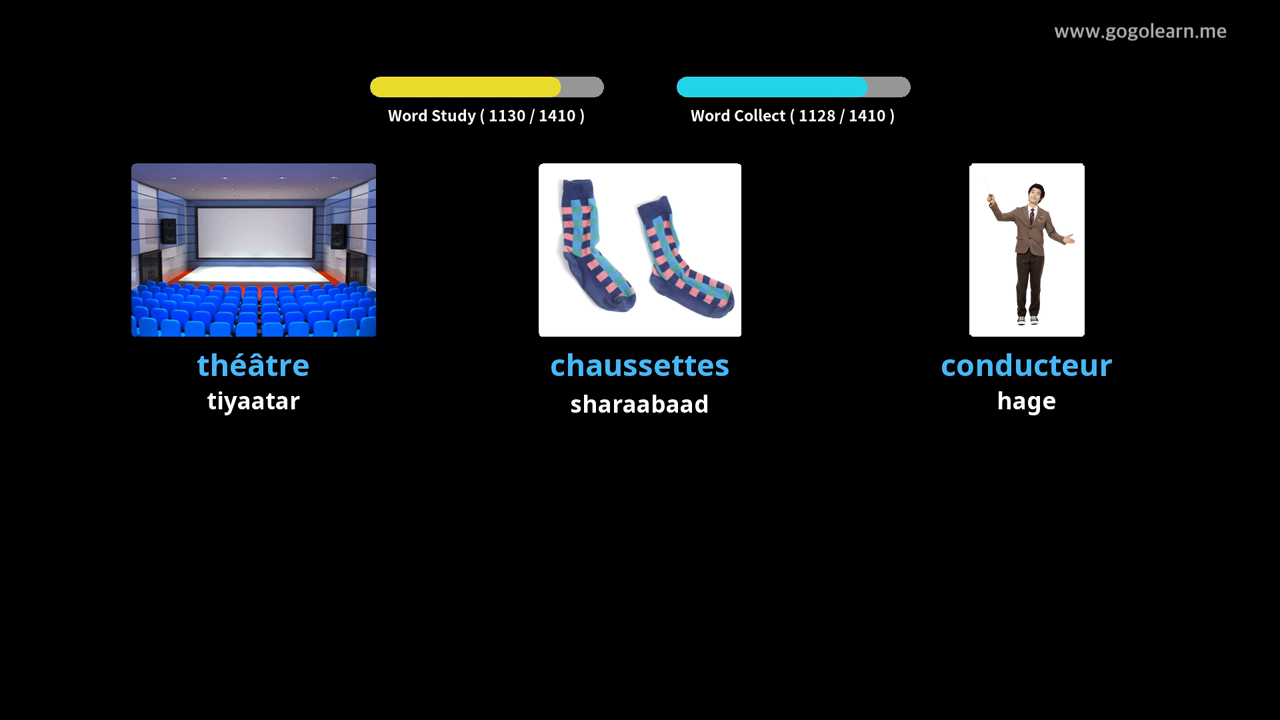 www.gogolearn.me
Word Study ( 1130 / 1410 )
Word Collect ( 1128 / 1410 )
théâtre
tiyaatar
chaussettes
sharaabaad
conducteur
hage